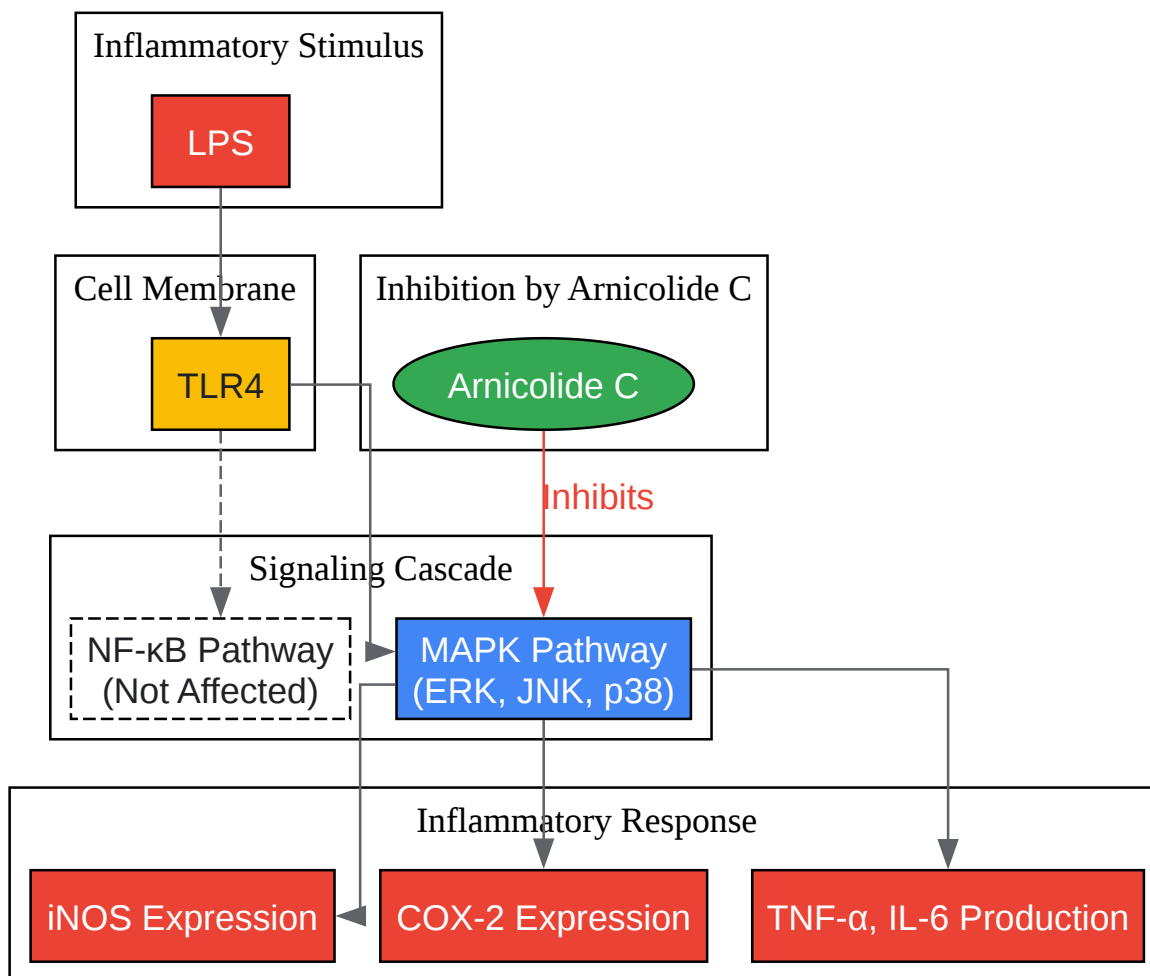 Inflammatory Stimulus
LPS
Cell Membrane
TLR4
Inhibition by Arnicolide C
Arnicolide C
Inhibits
Signaling Cascade
NF-κB Pathway
(Not Affected)
MAPK Pathway
(ERK, JNK, p38)
Inflammatory Response
iNOS Expression
COX-2 Expression
TNF-α, IL-6 Production